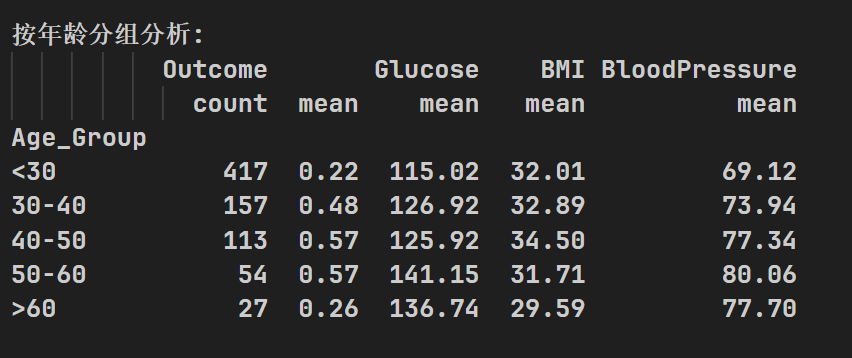 按年龄分组分析:
Outcome Glucose BMI BloodPressure
count mean mean mean mean
Age_Group
<30 417 0.22 115.02 32.01 69.12
30-40 157 0.48 126.92 32.89 73.94
40-50 113 0.57 125.92 34.50 77.34
50-60 54 0.57 141.15 31.71 80.06
>60 27 0.26 136.74 29.59 77.70